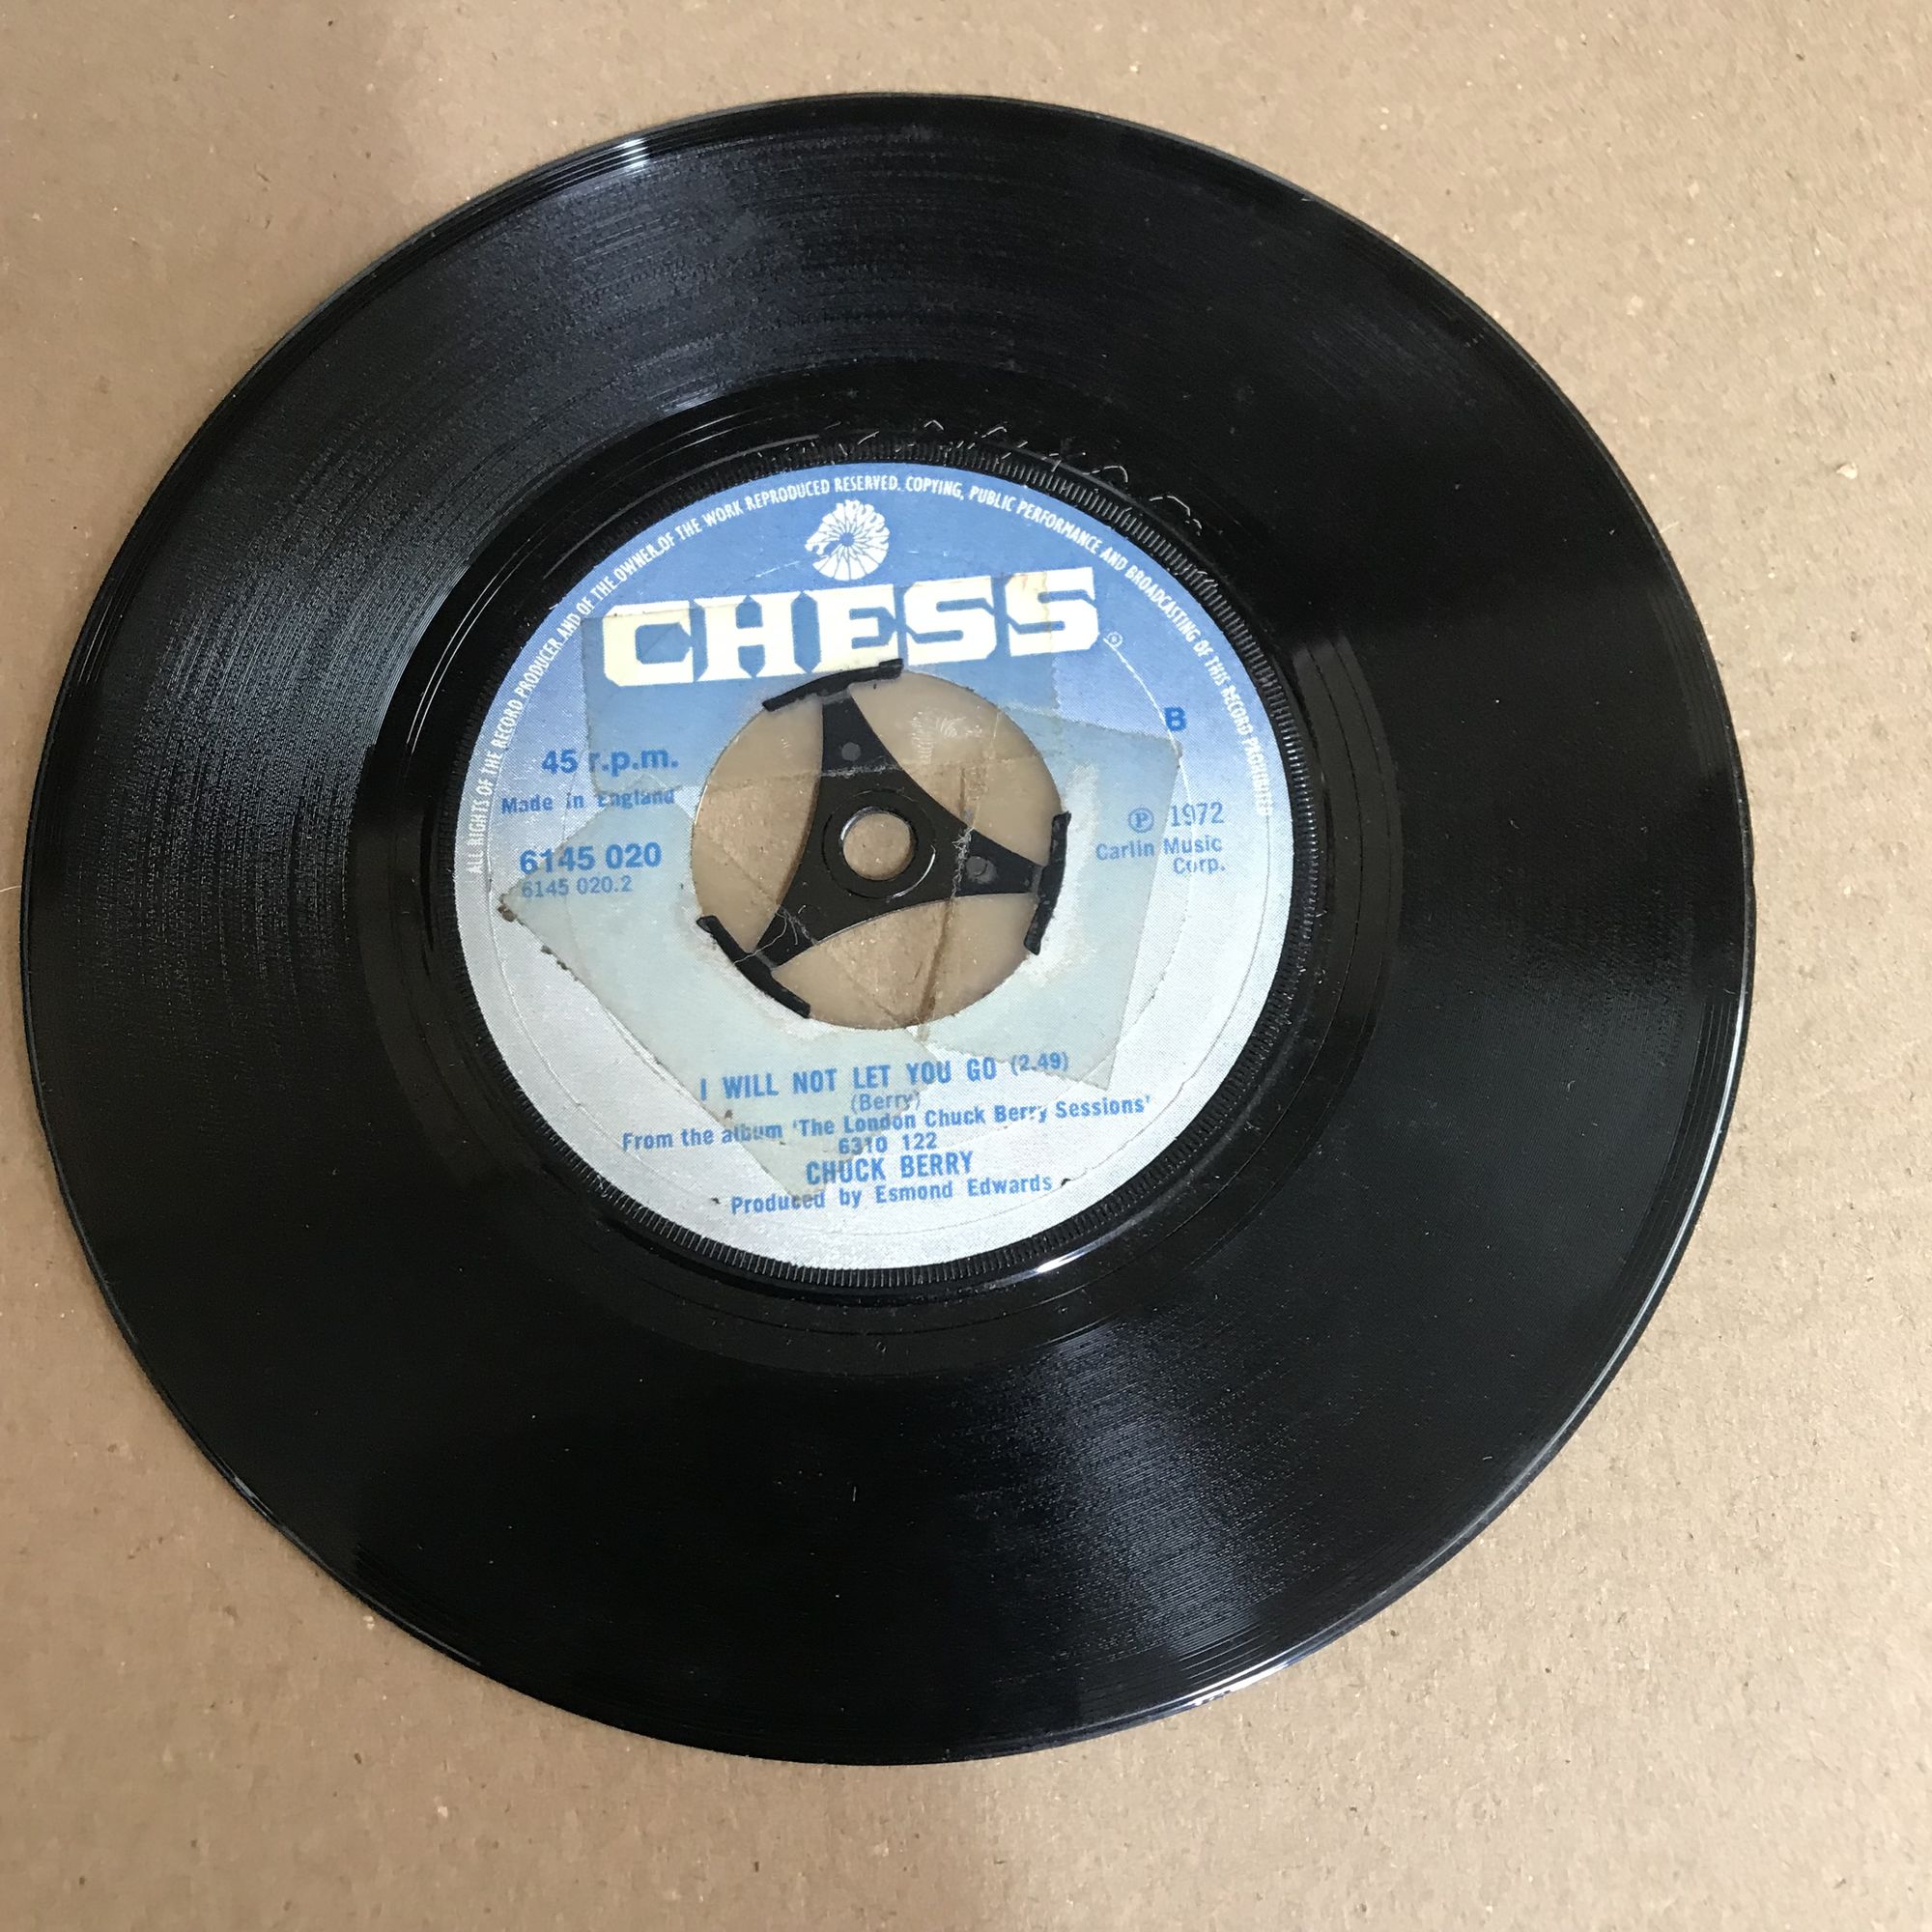 ALL RIGHTS OF THE RECORD PRODUCER AND OF THE OWNER OF THE WORK REPRODUCED RESERVED. COPYING, PUBLIC PERFORMANCE AND BROADCASTING OF THIS RECORD PROHIBITED
CHESS®
B
45 r.p.m.
Made in England
℗ 1972
Carlin Music
Corp.
6145 020
6145 020.2
I WILL NOT LET YOU GO (2.49)
(Berry)
From the album 'The London Chuck Berry Sessions'
6310 122
CHUCK BERRY
Produced by Esmond Edwards